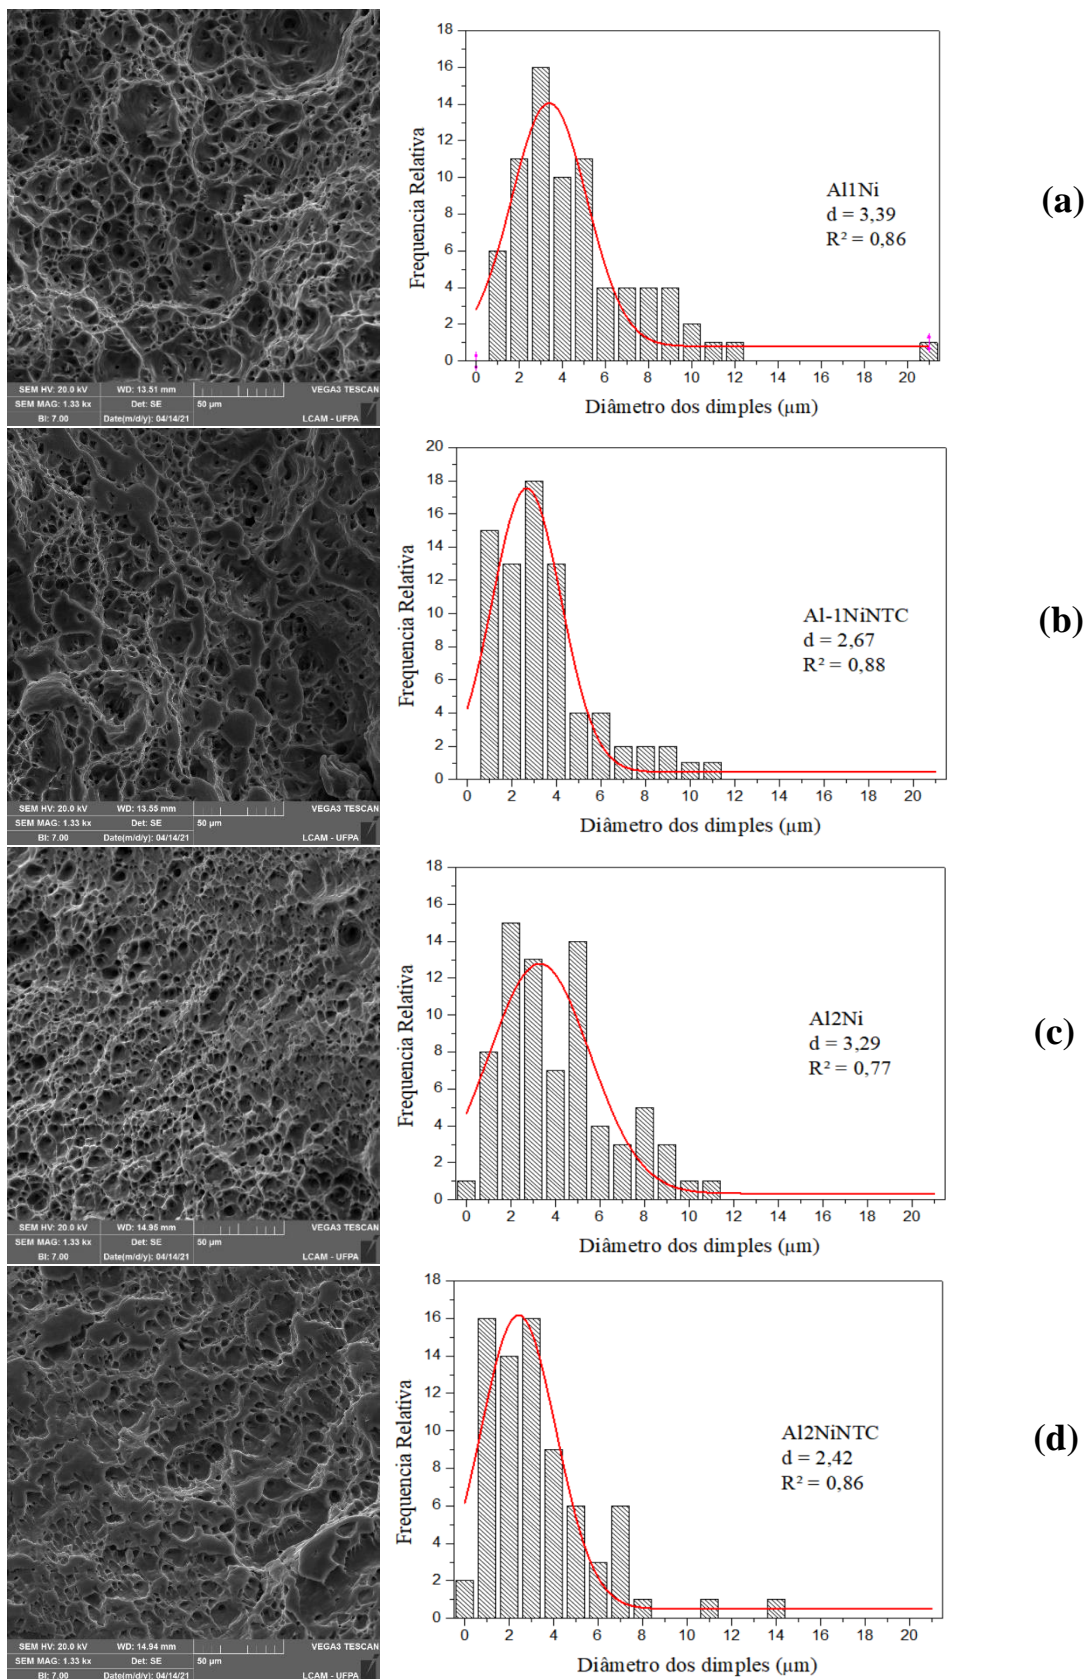 18
16
14
12
10
8
6
4
2
0
Frequencia Relativa
Al1Ni
d = 3,39
R² = 0,86
0 2 4 6 8 10 12 14 16 18 20
Diâmetro dos dimples (µm)
(a)
SEM HV: 20.0 kV WD: 13.51 mm VEGA3 TESCAN
SEM MAG: 1.33 kx Det: SE 50 µm
BI: 7.00 Date(m/d/y): 04/14/21 LCAM - UFPA
20
18
16
14
12
10
8
6
4
2
0
Frequencia Relativa
Al-1NiNTC
d = 2,67
R² = 0,88
0 2 4 6 8 10 12 14 16 18 20
Diâmetro dos dimples (µm)
(b)
SEM HV: 20.0 kV WD: 13.55 mm VEGA3 TESCAN
SEM MAG: 1.33 kx Det: SE 50 µm
BI: 7.00 Date(m/d/y): 04/14/21 LCAM - UFPA
18
16
14
12
10
8
6
4
2
0
Frequencia Relativa
Al2Ni
d = 3,29
R² = 0,77
0 2 4 6 8 10 12 14 16 18 20
Diâmetro dos dimples (µm)
(c)
SEM HV: 20.0 kV WD: 14.95 mm VEGA3 TESCAN
SEM MAG: 1.33 kx Det: SE 50 µm
BI: 7.00 Date(m/d/y): 04/14/21 LCAM - UFPA
18
16
14
12
10
8
6
4
2
0
Frequencia Relativa
Al2NiNTC
d = 2,42
R² = 0,86
0 2 4 6 8 10 12 14 16 18 20
Diâmetro dos dimples (µm)
(d)
SEM HV: 20.0 kV WD: 14.94 mm VEGA3 TESCAN
SEM MAG: 1.33 kx Det: SE 50 µm
BI: 7.00 Date(m/d/y): 04/14/21 LCAM - UFPA